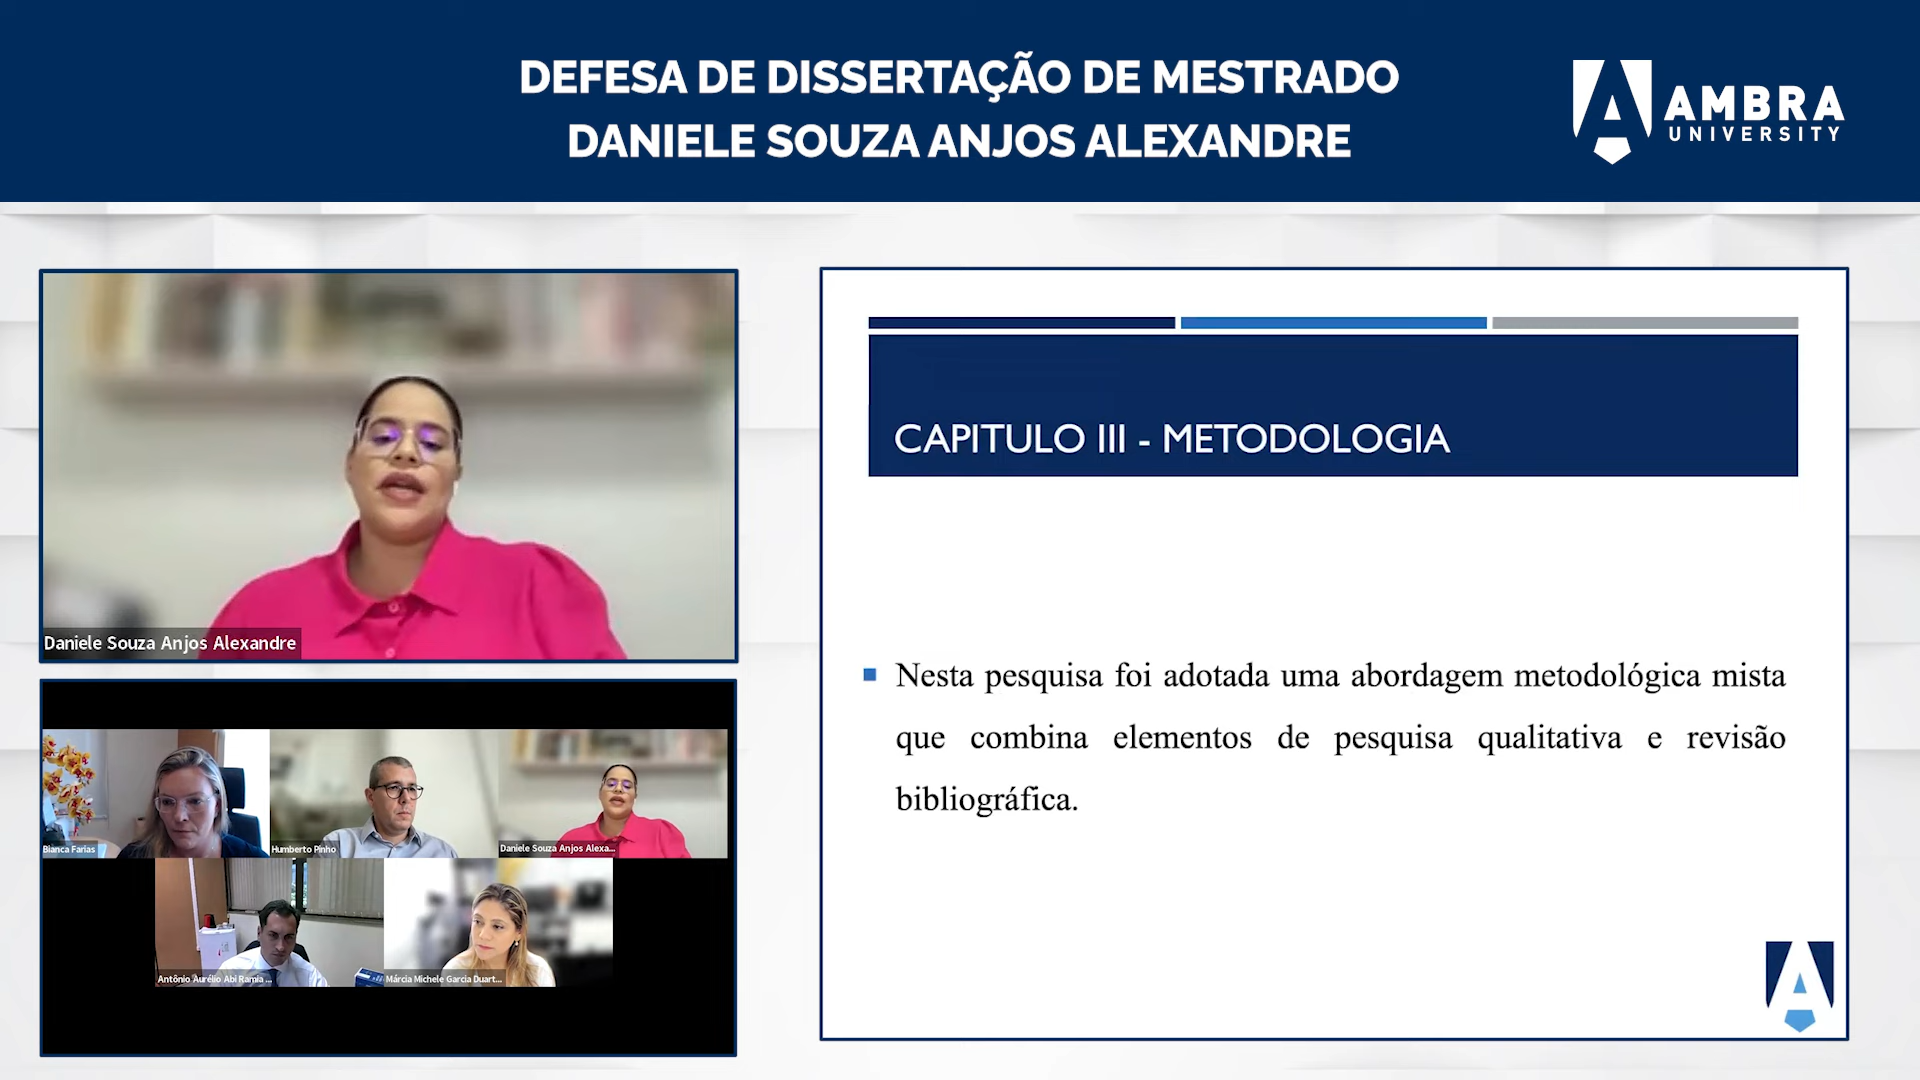 DEFESA DE DISSERTAÇÃO DE MESTRADO
DANIELE SOUZA ANJOS ALEXANDRE
AMBRA
UNIVERSITY
Daniele Souza Anjos Alexandre
Bianca Farias
Humberto Pinho
Daniele Souza Anjos Alexa...
Antônio Aurélio Abi Ramia ...
Márcia Michele Garcia Duart...
CAPITULO III - METODOLOGIA
Nesta pesquisa foi adotada uma abordagem metodológica mista
que combina elementos de pesquisa qualitativa e revisão
bibliográfica.